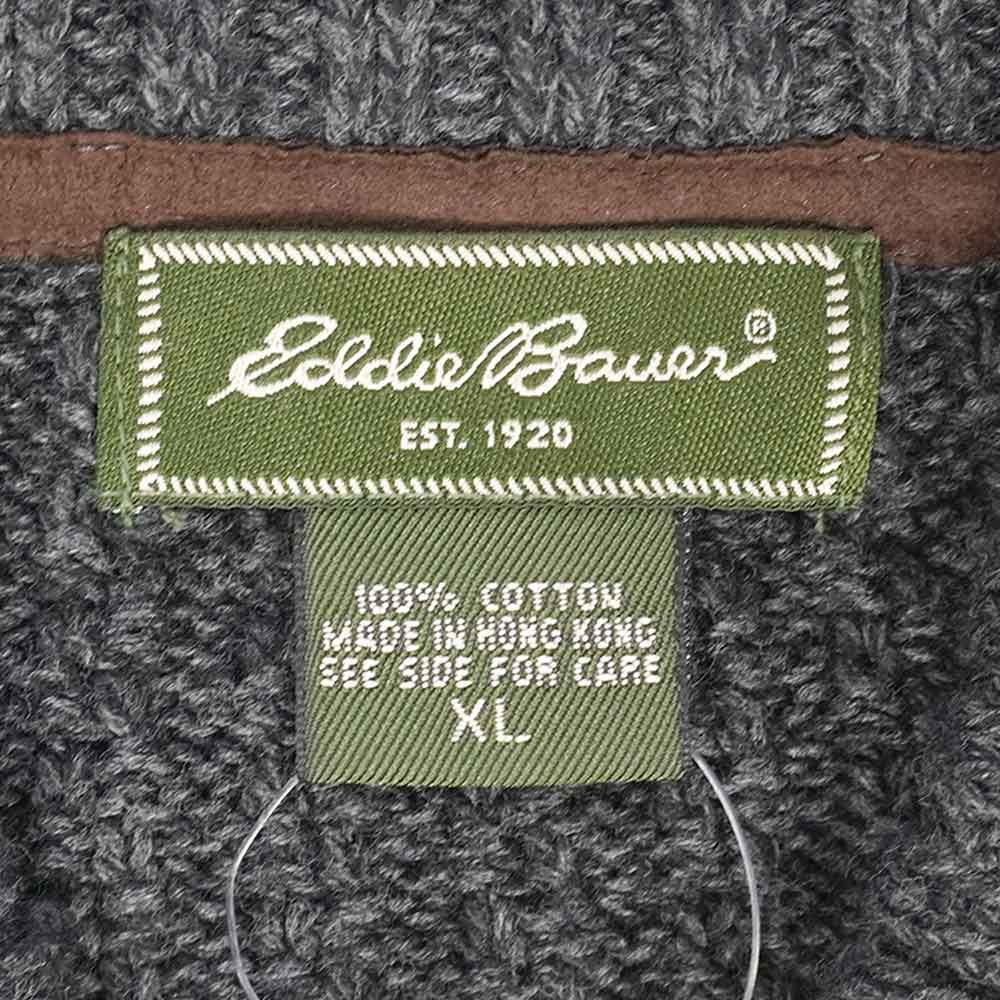 Eddie Bauer®
EST. 1920
100% COTTON
MADE IN HONG KONG
SEE SIDE FOR CARE
XL